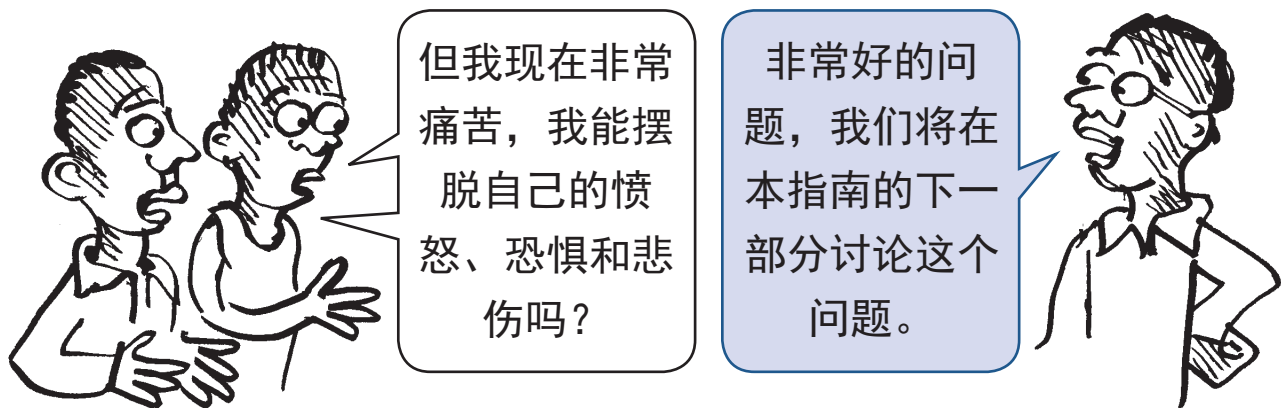 但我现在非常
痛苦，我能摆
脱自己的愤
怒、恐惧和悲
伤吗？
非常好的问
题，我们将在
本指南的下一
部分讨论这个
问题。